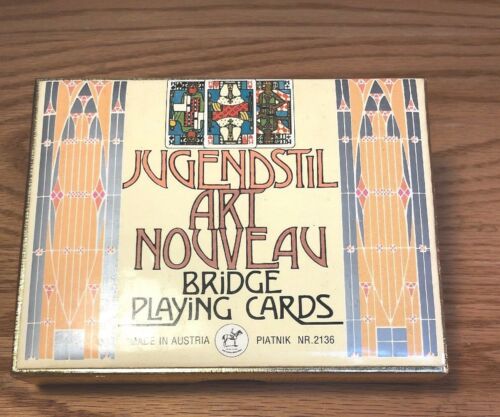 JUGENDSTIL
ART
NOUVEAU
BRiDGE
PLAYiNG CARDS
MADE IN AUSTRIA PIATNIK NR.2136